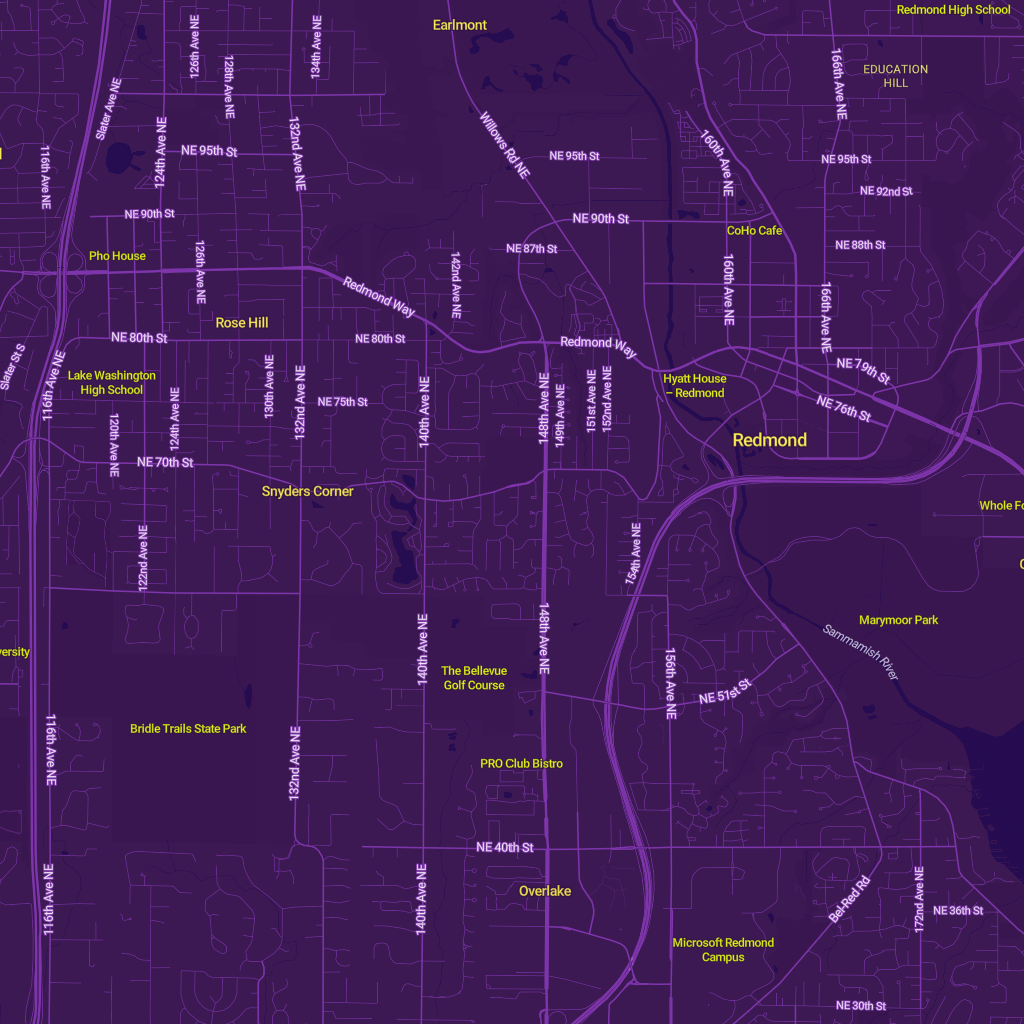 Earlmont
Redmond High School
126th Ave NE
134th Ave NE
128th Ave NE
166th Ave NE
EDUCATION
HILL
Slater Ave NE
124th Ave NE
132nd Ave NE
Willows Rd NE
160th Ave NE
116th Ave NE
NE 95th St
NE 95th St
NE 95th St
NE 92nd St
NE 90th St
NE 90th St
CoHo Cafe
NE 87th St
NE 88th St
Pho House
126th Ave NE
142nd Ave NE
160th Ave NE
166th Ave NE
Redmond Way
Rose Hill
NE 80th St
NE 80th St
Redmond Way
Slater St S
116th Ave NE
Lake Washington
High School
130th Ave NE
132nd Ave NE
NE 79th St
Hyatt House
– Redmond
124th Ave NE
120th Ave NE
NE 75th St
140th Ave NE
148th Ave NE
149th Ave NE
151st Ave NE
152nd Ave NE
NE 76th St
Redmond
NE 70th St
Snyders Corner
Whole Fo
122nd Ave NE
154th Ave NE
148th Ave NE
140th Ave NE
Marymoor Park
Sammamish River
versity
The Bellevue
Golf Course
156th Ave NE
NE 51st St
Bridle Trails State Park
116th Ave NE
132nd Ave NE
PRO Club Bistro
NE 40th St
Overlake
116th Ave NE
140th Ave NE
Bel-Red Rd
172nd Ave NE
NE 36th St
Microsoft Redmond
Campus
NE 30th St